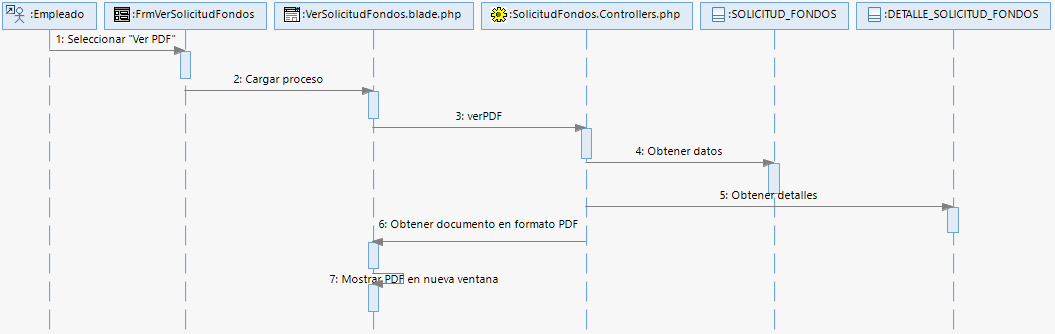 :Empleado
:FrmVerSolicitudFondos
:VerSolicitudFondos.blade.php
:SolicitudFondos.Controllers.php
:SOLICITUD_FONDOS
:DETALLE_SOLICITUD_FONDOS
1: Seleccionar "Ver PDF"
2: Cargar proceso
3: verPDF
4: Obtener datos
5: Obtener detalles
6: Obtener documento en formato PDF
7: Mostrar PDF en nueva ventana